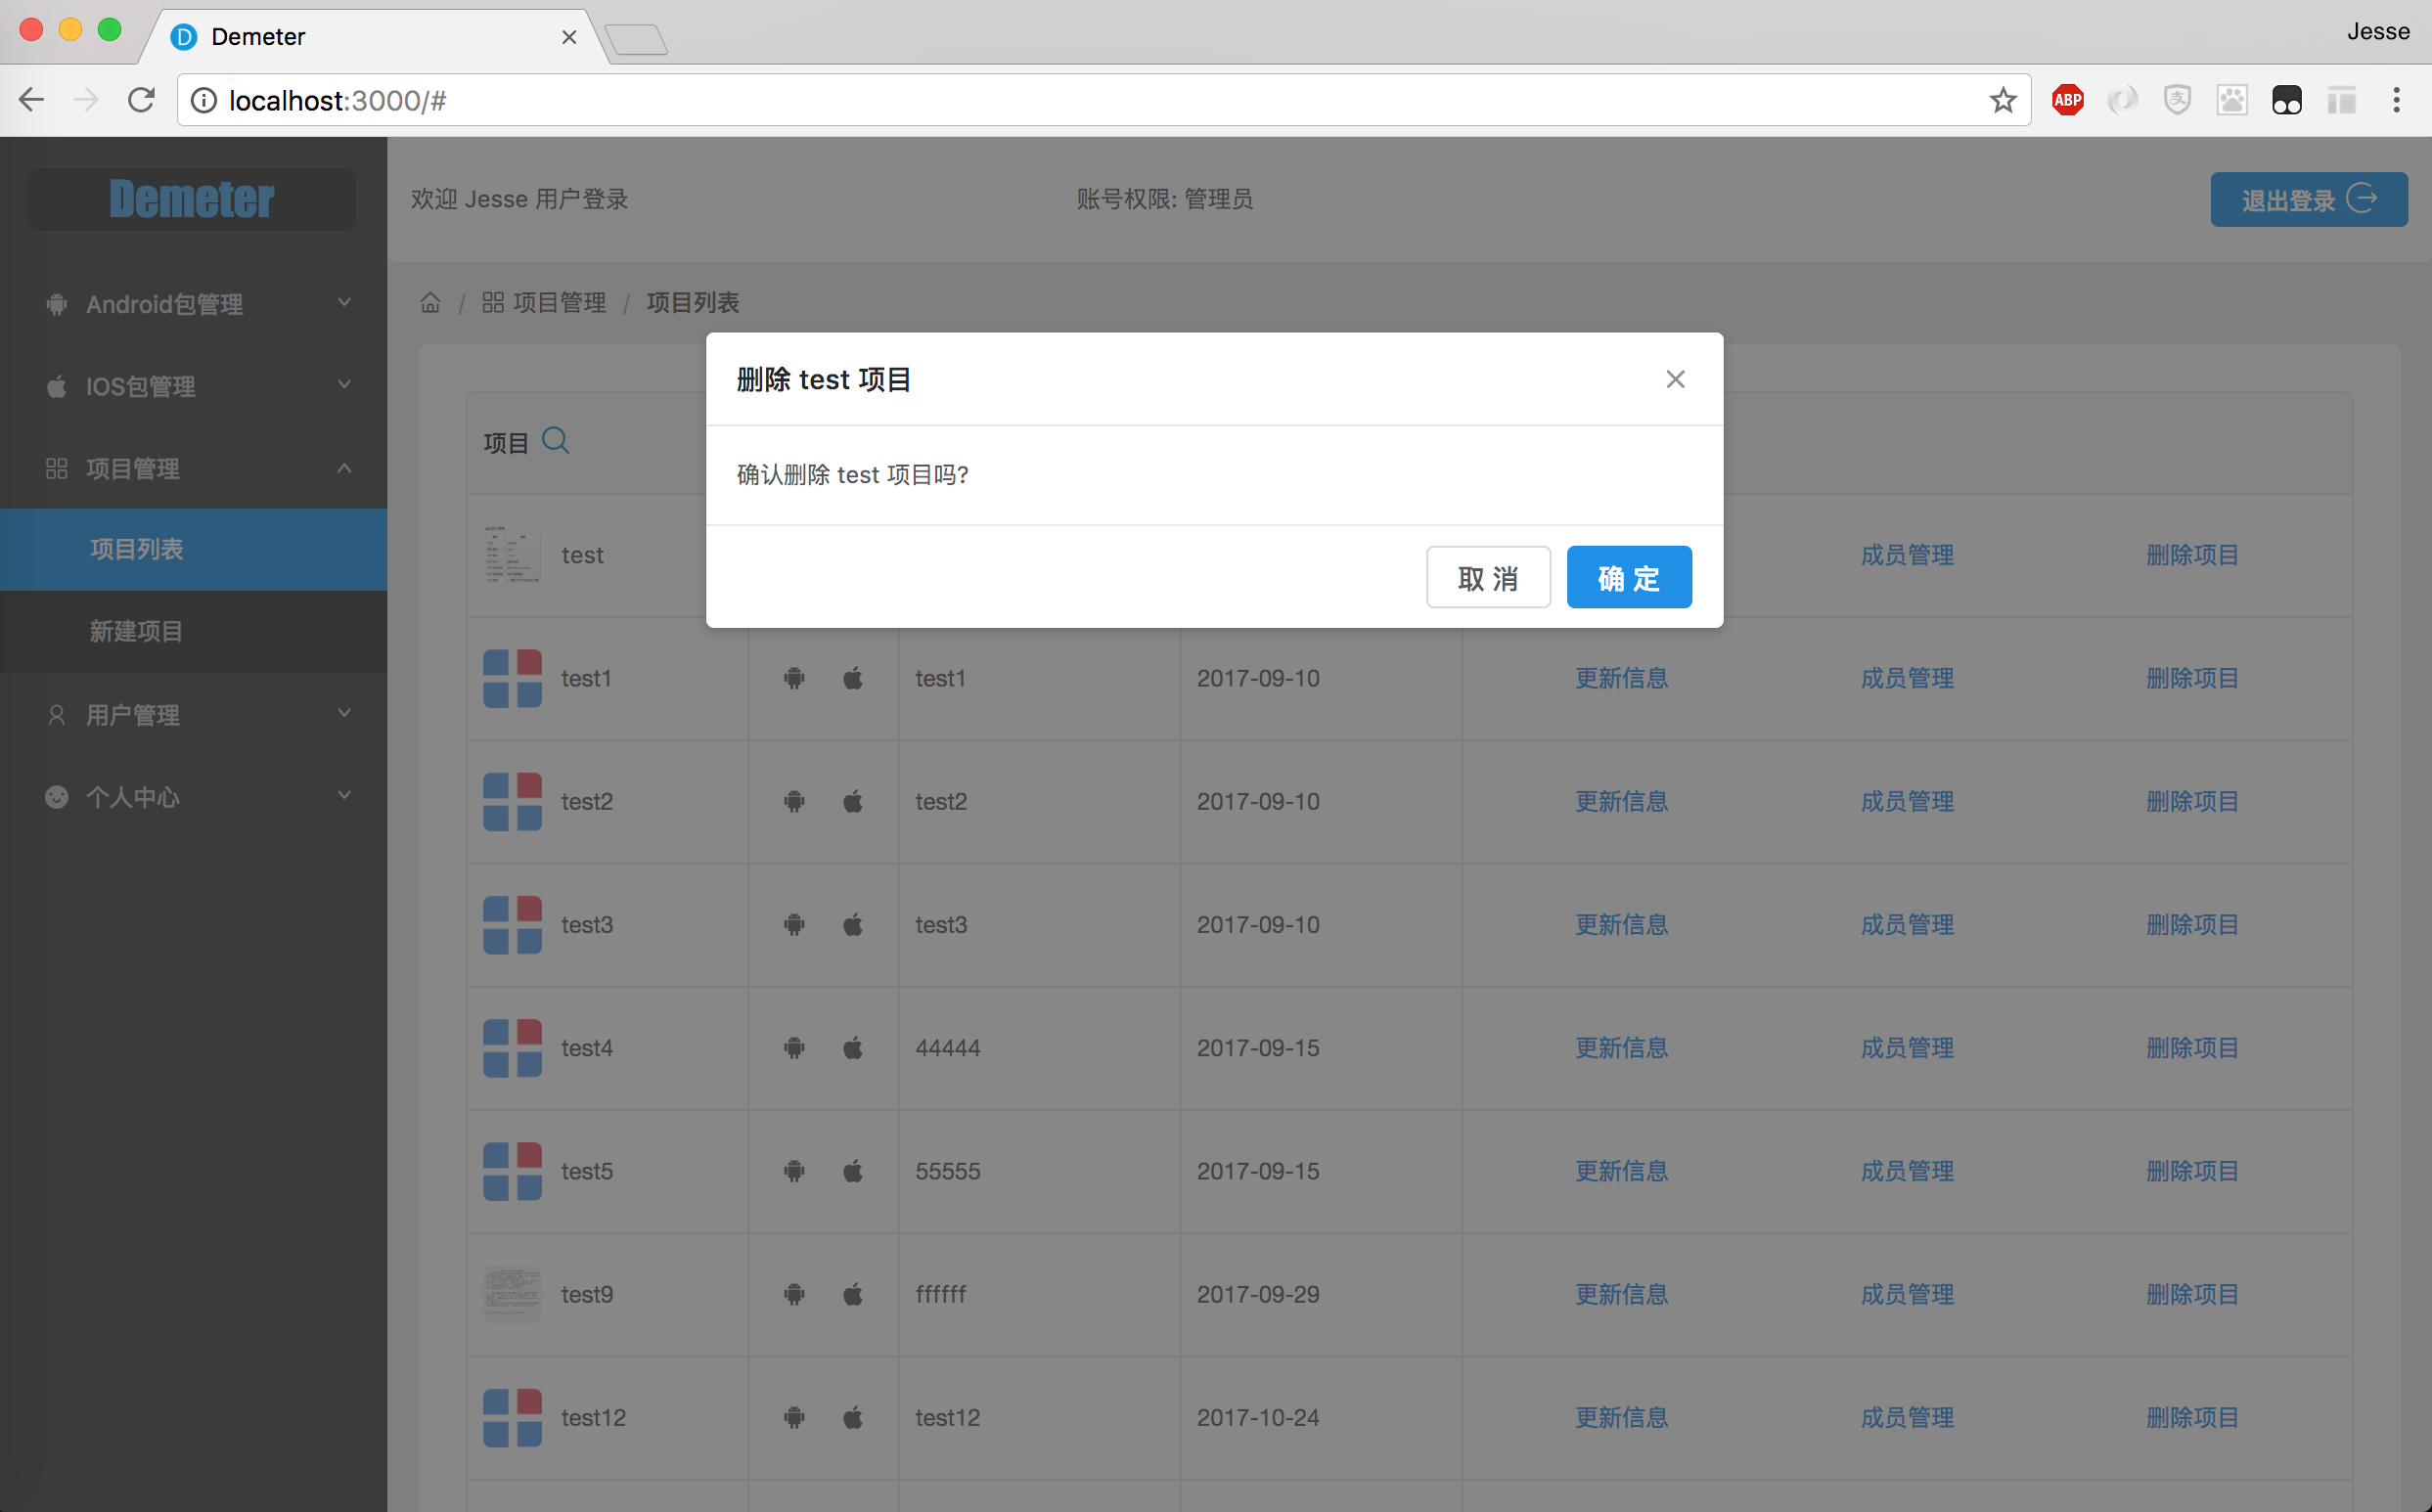 Demeter
Jesse
localhost:3000/#
ABP
支
Demeter
欢迎 Jesse 用户登录
账号权限: 管理员
退出登录
Android包管理
IOS包管理
项目管理
项目列表
新建项目
用户管理
个人中心
/ 项目管理 / 项目列表
删除 test 项目
确认删除 test 项目吗?
取 消
确 定
项目
test 成员管理 删除项目
test1 test1 2017-09-10 更新信息 成员管理 删除项目
test2 test2 2017-09-10 更新信息 成员管理 删除项目
test3 test3 2017-09-10 更新信息 成员管理 删除项目
test4 44444 2017-09-15 更新信息 成员管理 删除项目
test5 55555 2017-09-15 更新信息 成员管理 删除项目
test9 ffffff 2017-09-29 更新信息 成员管理 删除项目
test12 test12 2017-10-24 更新信息 成员管理 删除项目